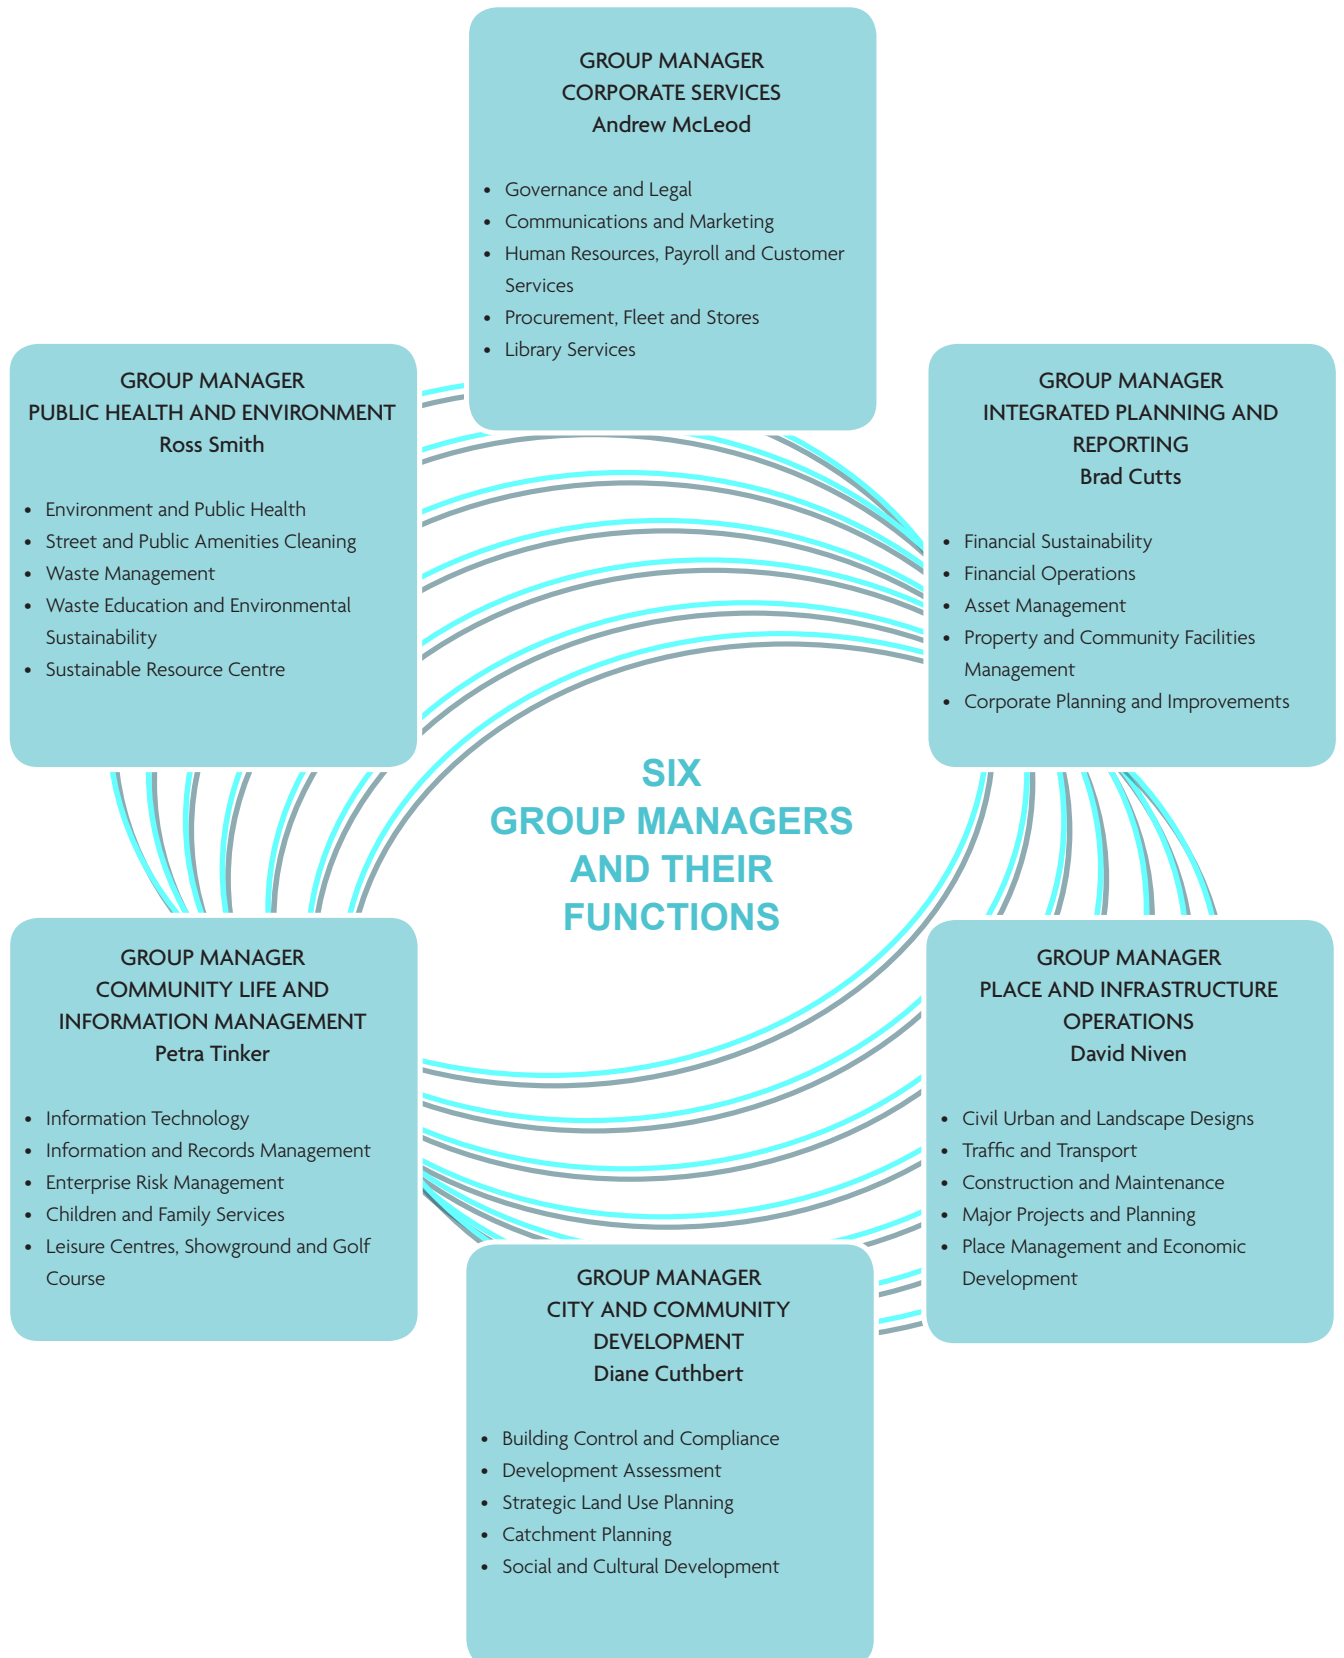 GROUP MANAGER
CORPORATE SERVICES
Andrew McLeod
• Governance and Legal
• Communications and Marketing
• Human Resources, Payroll and Customer
Services
• Procurement, Fleet and Stores
• Library Services
GROUP MANAGER
PUBLIC HEALTH AND ENVIRONMENT
Ross Smith
• Environment and Public Health
• Street and Public Amenities Cleaning
• Waste Management
• Waste Education and Environmental
Sustainability
• Sustainable Resource Centre
GROUP MANAGER
INTEGRATED PLANNING AND
REPORTING
Brad Cutts
• Financial Sustainability
• Financial Operations
• Asset Management
• Property and Community Facilities
Management
• Corporate Planning and Improvements
SIX
GROUP MANAGERS
AND THEIR
FUNCTIONS
GROUP MANAGER
COMMUNITY LIFE AND
INFORMATION MANAGEMENT
Petra Tinker
• Information Technology
• Information and Records Management
• Enterprise Risk Management
• Children and Family Services
• Leisure Centres, Showground and Golf
Course
GROUP MANAGER
PLACE AND INFRASTRUCTURE
OPERATIONS
David Niven
• Civil Urban and Landscape Designs
• Traffic and Transport
• Construction and Maintenance
• Major Projects and Planning
• Place Management and Economic
Development
GROUP MANAGER
CITY AND COMMUNITY
DEVELOPMENT
Diane Cuthbert
• Building Control and Compliance
• Development Assessment
• Strategic Land Use Planning
• Catchment Planning
• Social and Cultural Development